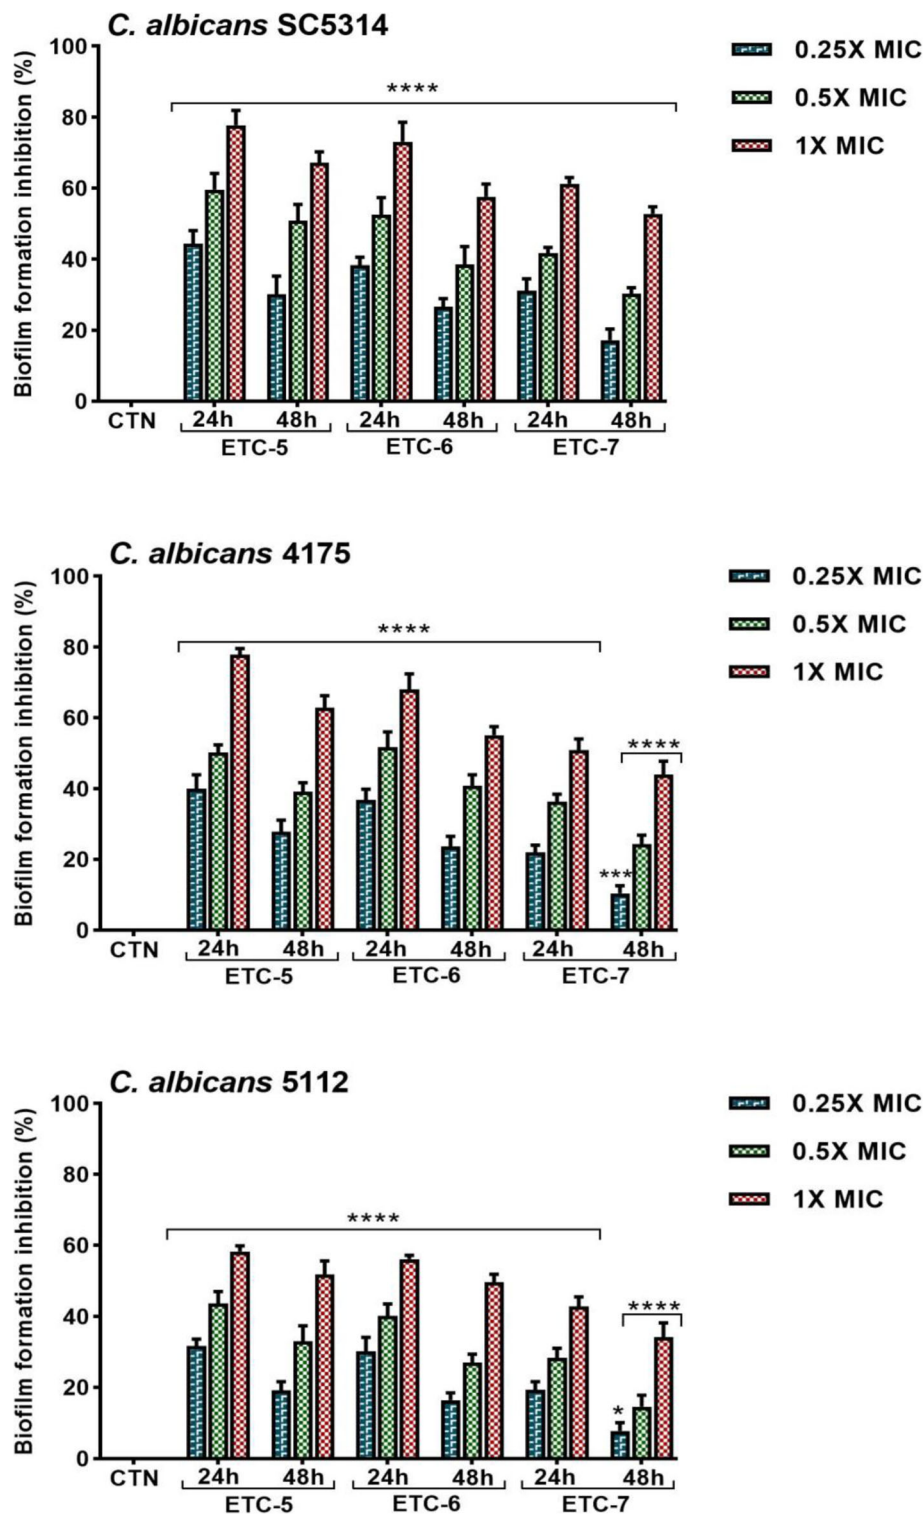 C. albicans SC5314
Biofilm formation inhibition (%)
100
80
60
40
20
0
****
0.25X MIC
0.5X MIC
1X MIC
CTN 24h 48h 24h 48h 24h 48h
ETC-5 ETC-6 ETC-7
C. albicans 4175
Biofilm formation inhibition (%)
100
80
60
40
20
0
****
****
***
0.25X MIC
0.5X MIC
1X MIC
CTN 24h 48h 24h 48h 24h 48h
ETC-5 ETC-6 ETC-7
C. albicans 5112
Biofilm formation inhibition (%)
100
80
60
40
20
0
****
****
*
0.25X MIC
0.5X MIC
1X MIC
CTN 24h 48h 24h 48h 24h 48h
ETC-5 ETC-6 ETC-7